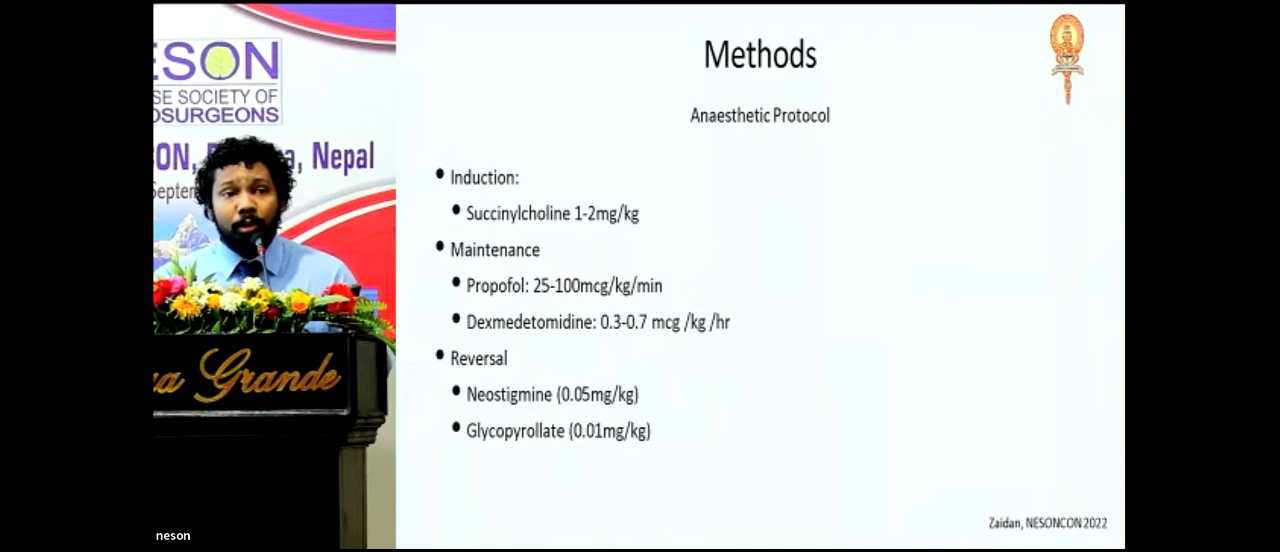 ESON
SE SOCIETY OF
OSURGEONS
SON, Nepal
Septem
a Grande
neson
Methods
Anaesthetic Protocol
Induction:
Succinylcholine 1-2mg/kg
Maintenance
Propofol: 25-100mcg/kg/min
Dexmedetomidine: 0.3-0.7 mcg /kg /hr
Reversal
Neostigmine (0.05mg/kg)
Glycopyrollate (0.01mg/kg)
Zaidan, NESONCON 2022